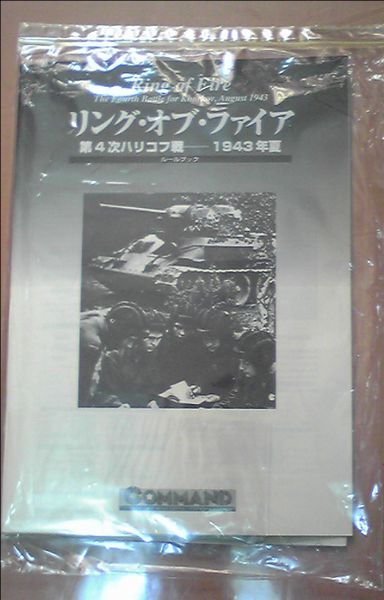 Ring of Fire
The Fourth Battle for Kharkov, August 1943
リング・オブ・ファイア
第4次ハリコフ戦──1943年夏
ルールブック
COMMAND